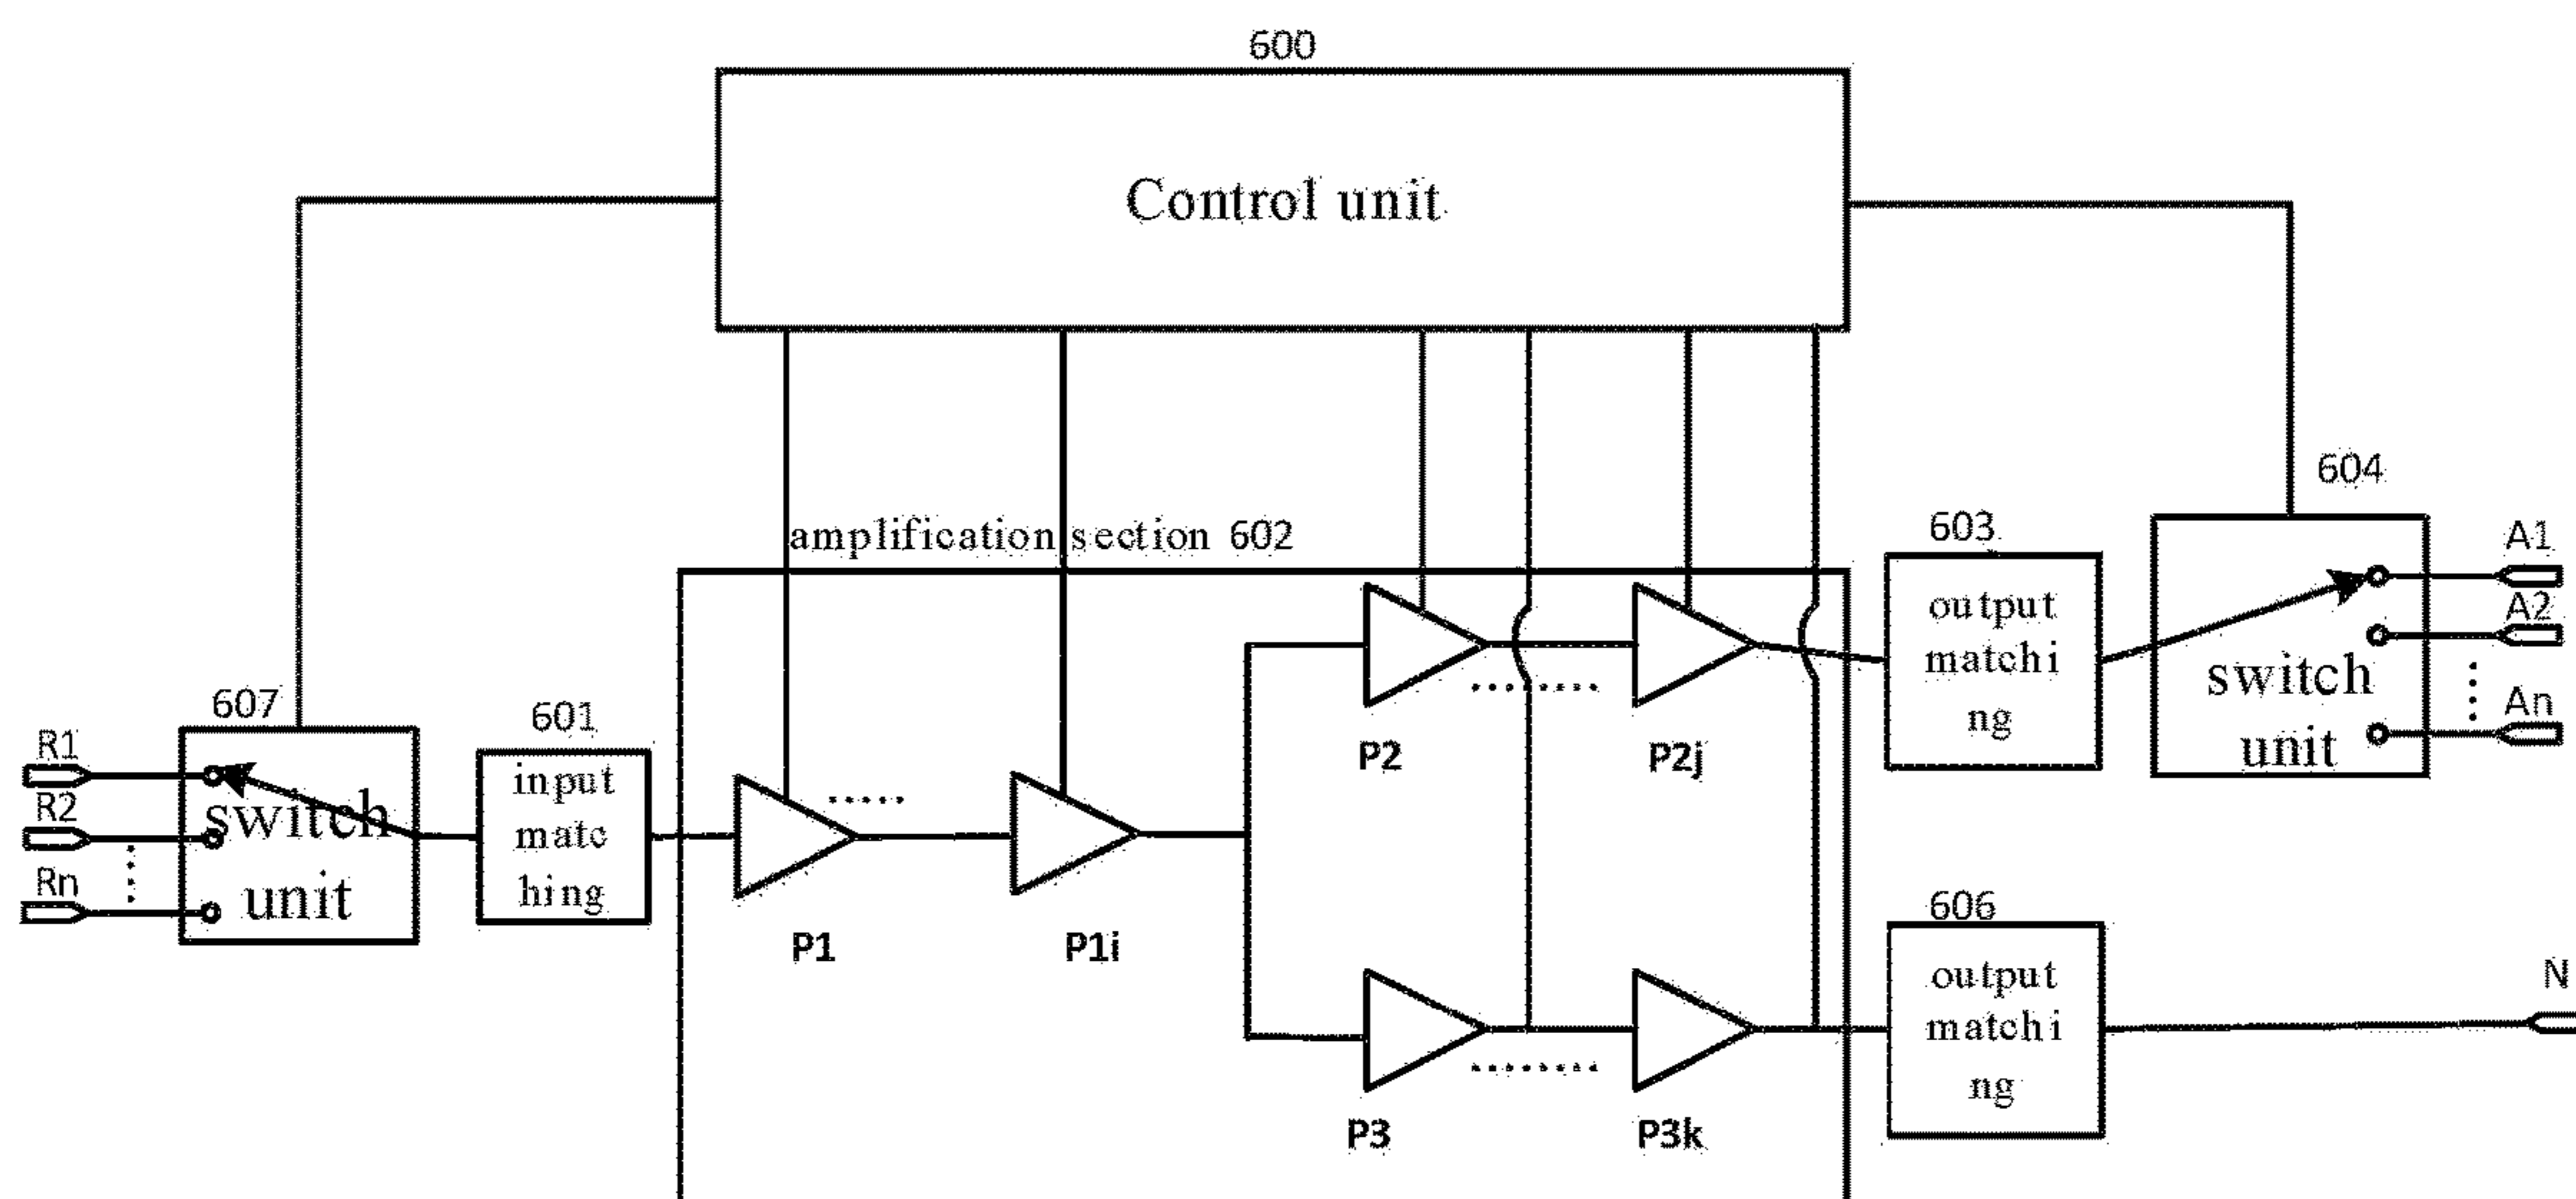 600
Control unit
amplification section 602
604
603
A1
output
matchi
ng
A2
switch
unit
An
P2
P2j
607
601
R1
R2
Rn
switch
unit
input
matc
hing
P1
P1i
606
output
matchi
ng
N
P3
P3k